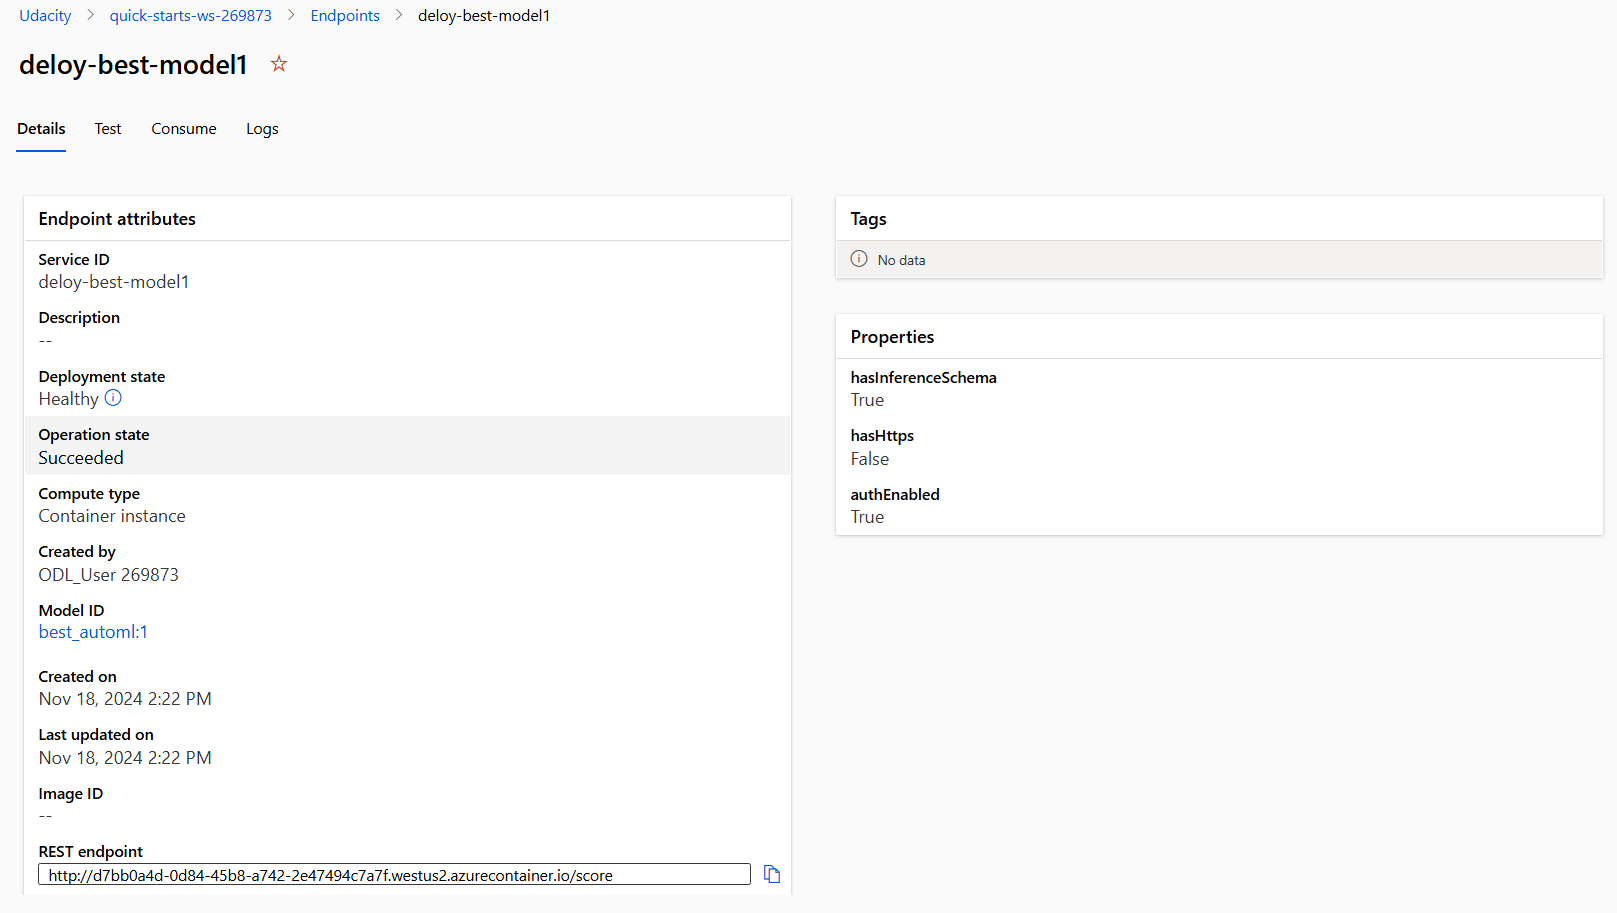 Udacity > quick-starts-ws-269873 > Endpoints > deloy-best-model1
deloy-best-model1
Details Test Consume Logs
Endpoint attributes
Service ID
deloy-best-model1
Description
--
Deployment state
Healthy
Operation state
Succeeded
Compute type
Container instance
Created by
ODL_User 269873
Model ID
best_automl:1
Created on
Nov 18, 2024 2:22 PM
Last updated on
Nov 18, 2024 2:22 PM
Image ID
--
REST endpoint
http://d7bb0a4d-0d84-45b8-a742-2e47494c7a7f.westus2.azurecontainer.io/score
Tags
No data
Properties
hasInferenceSchema
True
hasHttps
False
authEnabled
True